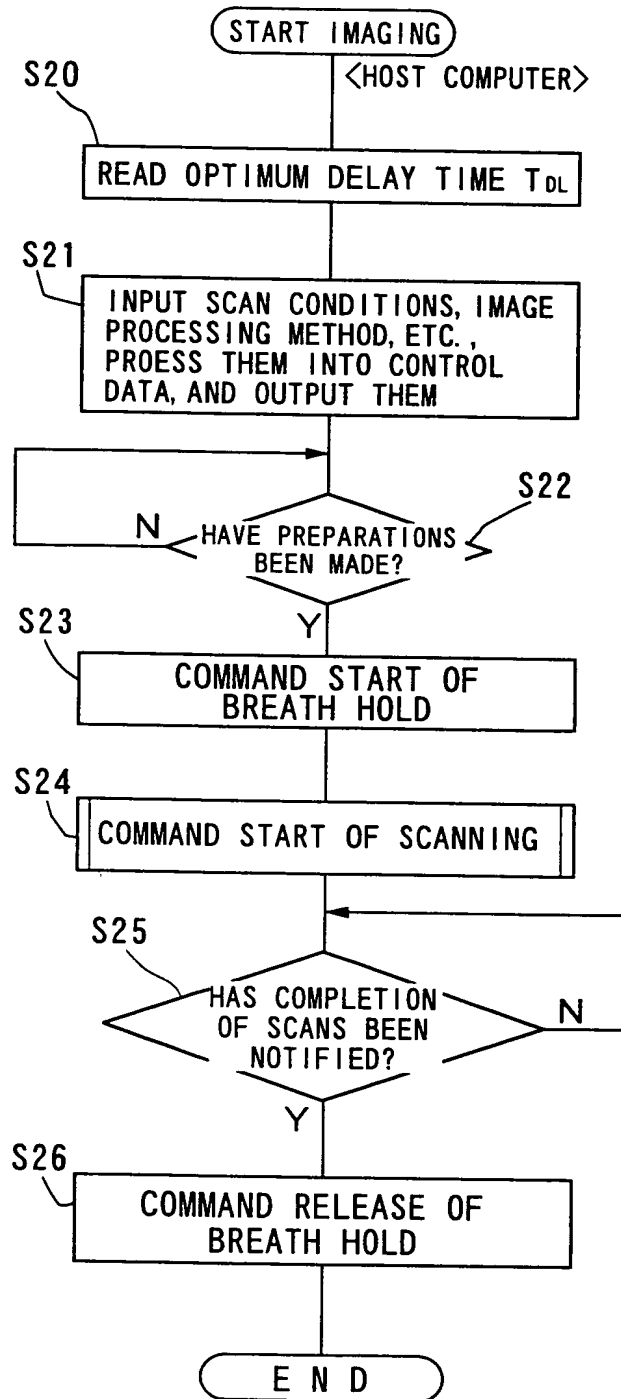 START IMAGING
<HOST COMPUTER>
S20
READ OPTIMUM DELAY TIME TDL
S21
INPUT SCAN CONDITIONS, IMAGE
PROCESSING METHOD, ETC.,
PROESS THEM INTO CONTROL
DATA, AND OUTPUT THEM
S22
N
HAVE PREPARATIONS
BEEN MADE?
Y
S23
COMMAND START OF
BREATH HOLD
S24
COMMAND START OF SCANNING
S25
HAS COMPLETION
OF SCANS BEEN
NOTIFIED?
N
Y
S26
COMMAND RELEASE OF
BREATH HOLD
END